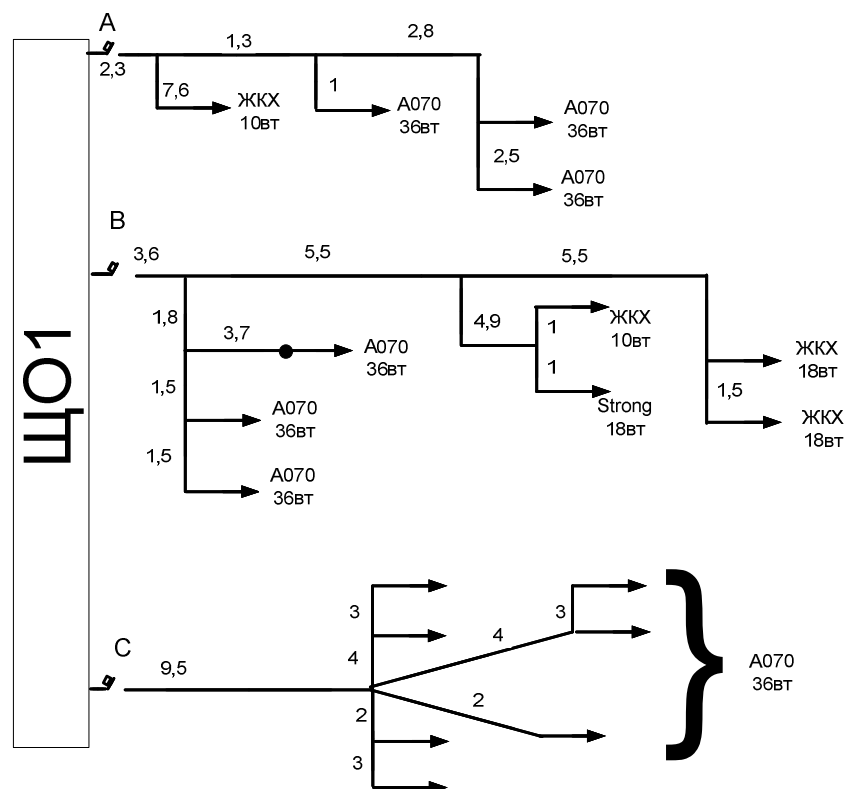 A
2,3
1,3
2,8
7,6
ЖКХ
10вт
1
А070
36вт
А070
36вт
2,5
А070
36вт
ЩО1
B
3,6
5,5
5,5
1,8
3,7
А070
36вт
4,9
1
ЖКХ
10вт
1
Strong
18вт
ЖКХ
18вт
1,5
ЖКХ
18вт
1,5
А070
36вт
1,5
А070
36вт
C
9,5
3
4
4
3
2
2
3
}
А070
36вт